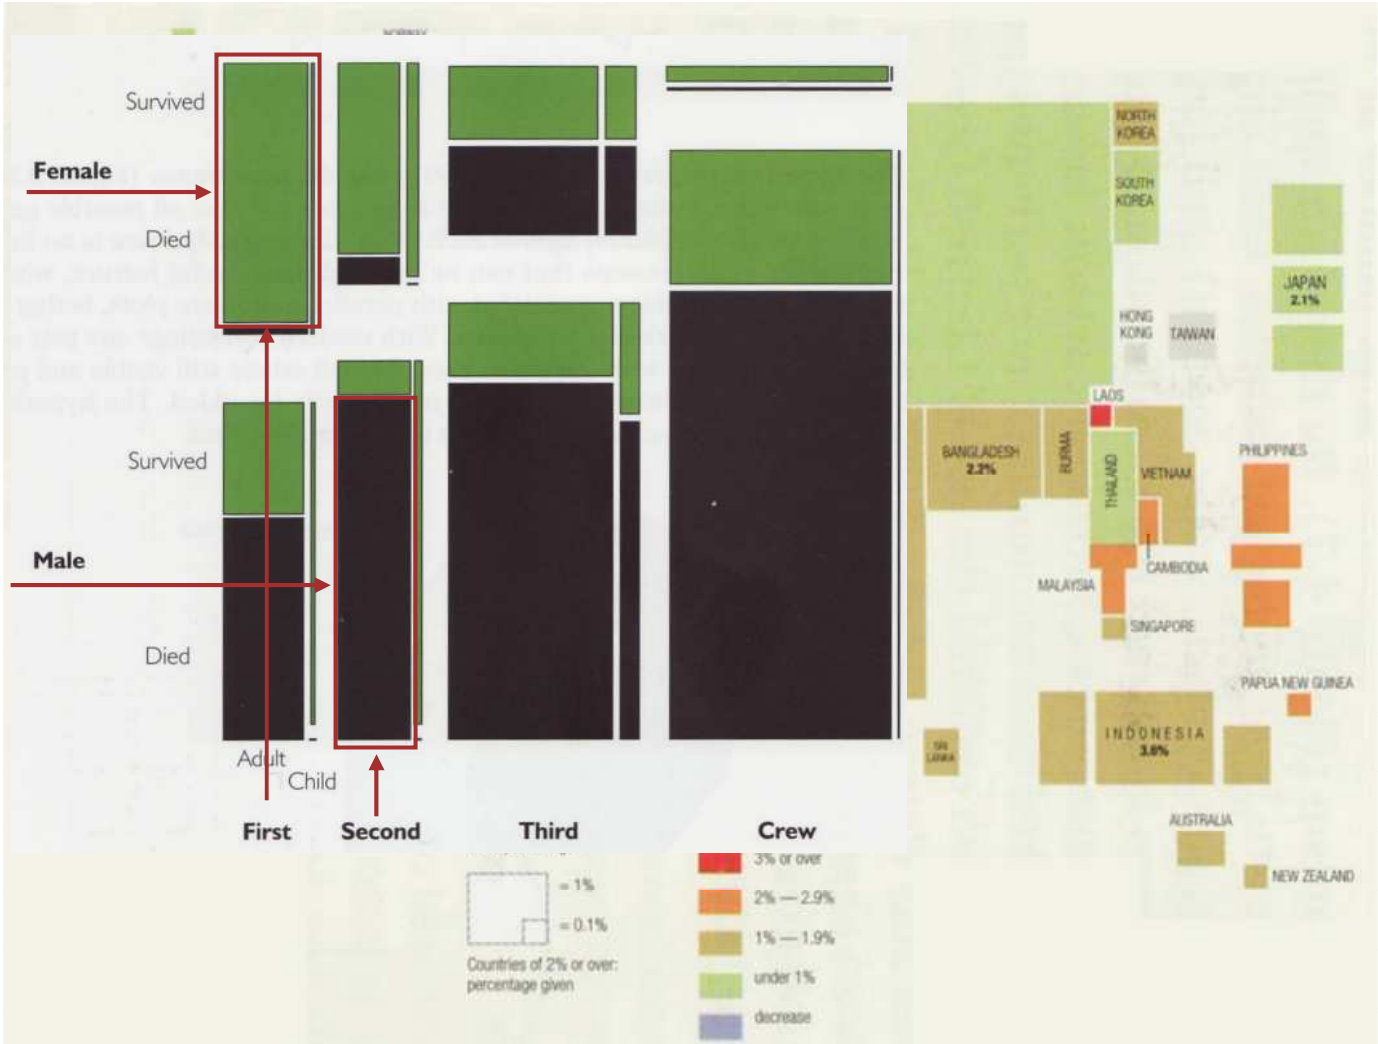 NORWAY
Survived
Female
Died
Survived
Male
Died
Adult
Child
First
Second
Third
Crew
NORTH
KOREA
SOUTH
KOREA
JAPAN
2.1%
HONG
KONG
TAIWAN
LAOS
BANGLADESH
2.2%
BURMA
THAILAND
VIETNAM
PHILIPPINES
CAMBODIA
MALAYSIA
SINGAPORE
PAPUA NEW GUINEA
INDONESIA
3.6%
SRI
LANKA
AUSTRALIA
NEW ZEALAND
= 1%
= 0.1%
Countries of 2% or over:
percentage given
3% or over
2% — 2.9%
1% — 1.9%
under 1%
decrease